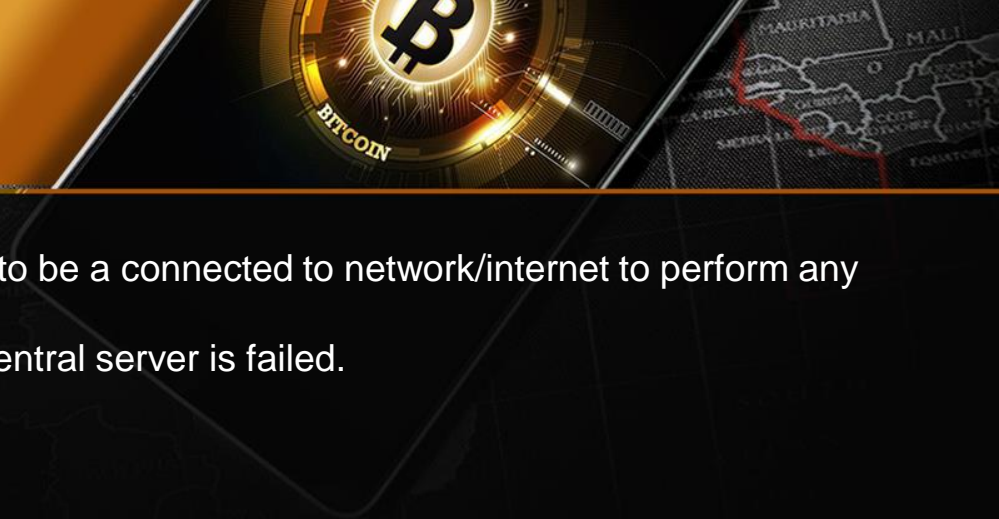 BITCOIN
MAURITANIA
MALI
to be a connected to network/internet to perform any
entral server is failed.